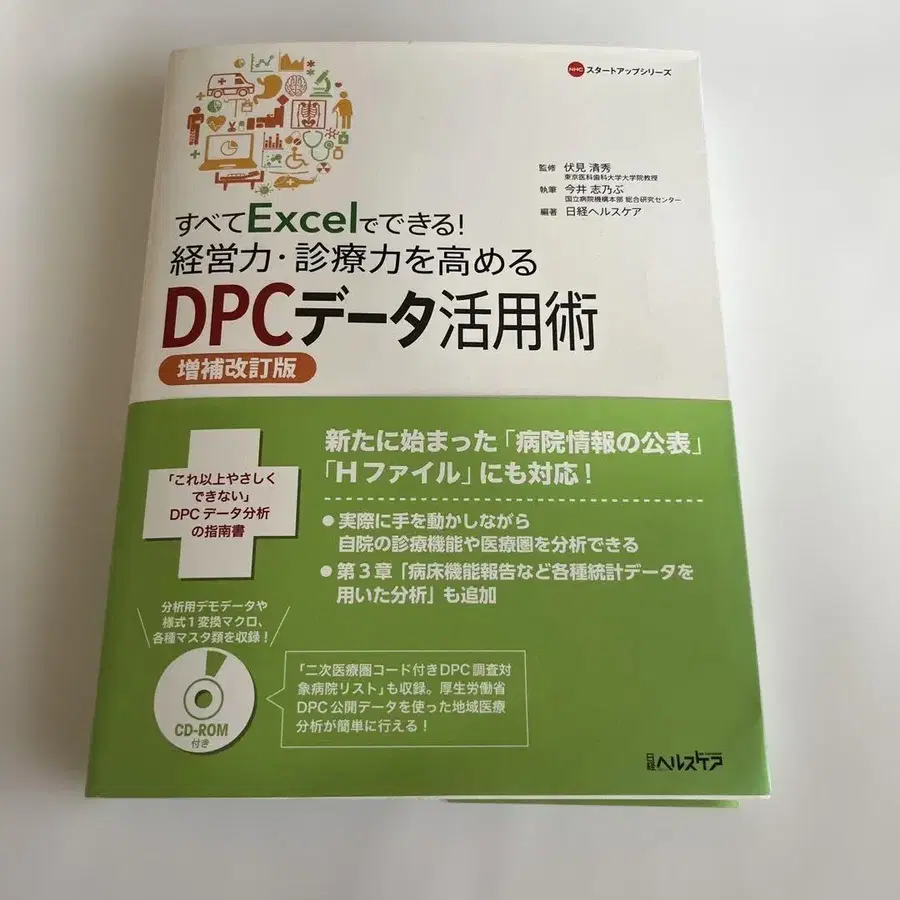 NHC スタートアップシリーズ
監修 伏見 清秀
東京医科歯科大学大学院教授
執筆 今井 志乃ぶ
国立病院機構本部 総合研究センター
編著 日経ヘルスケア
すべてExcelでできる!
経営力・診療力を高める
DPCデータ活用術
増補改訂版
新たに始まった「病院情報の公表」
「Hファイル」にも対応!
「これ以上やさしく
できない」
DPCデータ分析
の指南書
●実際に手を動かしながら
自院の診療機能や医療圏を分析できる
●第3章「病床機能報告など各種統計データを
用いた分析」も追加
分析用デモデータや
様式1変換マクロ、
各種マスタ類を収録!
CD-ROM
付き
「二次医療圏コード付きDPC調査対
象病院リスト」も収録。厚生労働省
DPC公開データを使った地域医療
分析が簡単に行える!
日経ヘルスケア